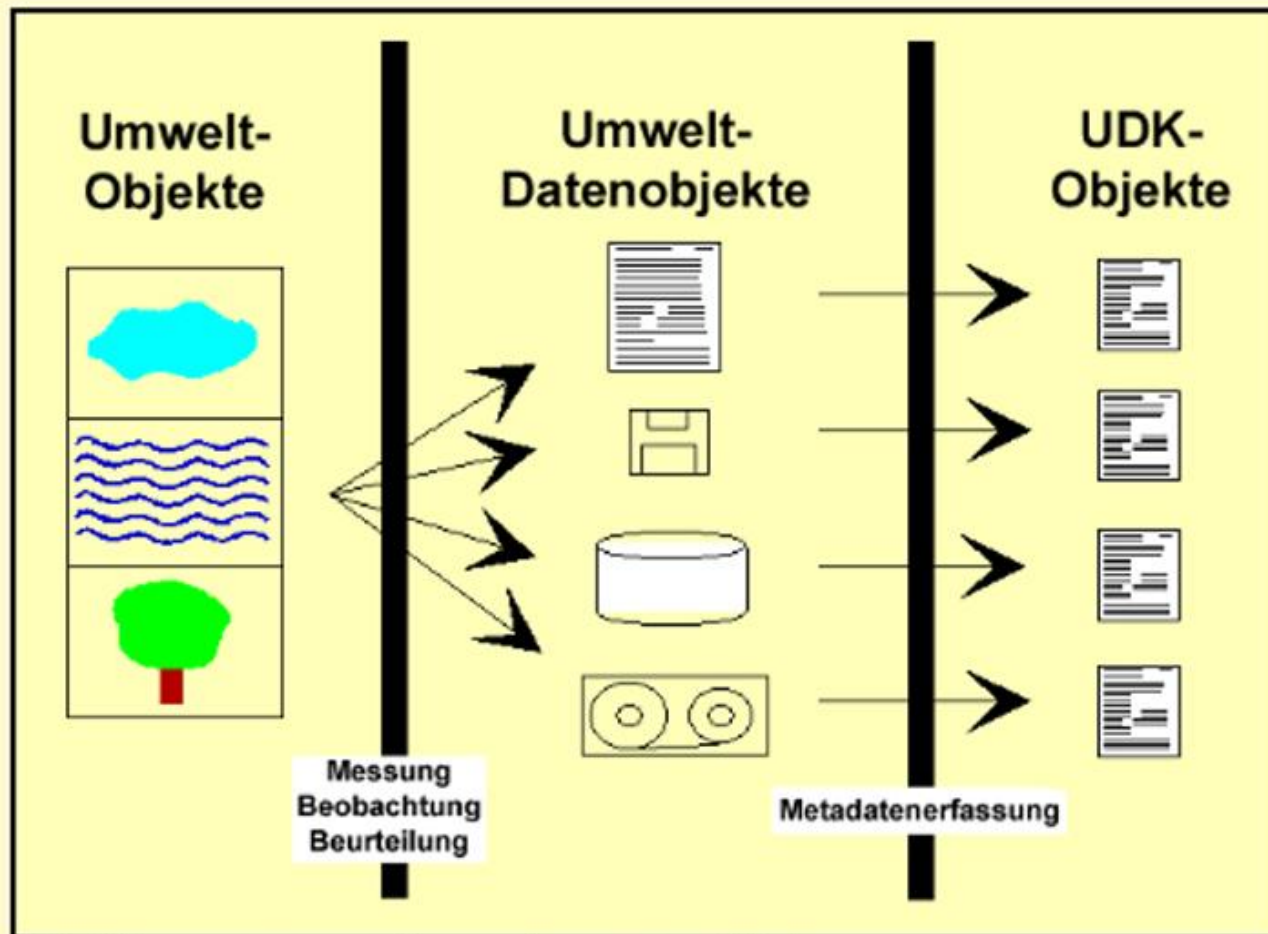 Umwelt-
Objekte
Umwelt-
Datenobjekte
UDK-
Objekte
Messung
Beobachtung
Beurteilung
Metadatenerfassung